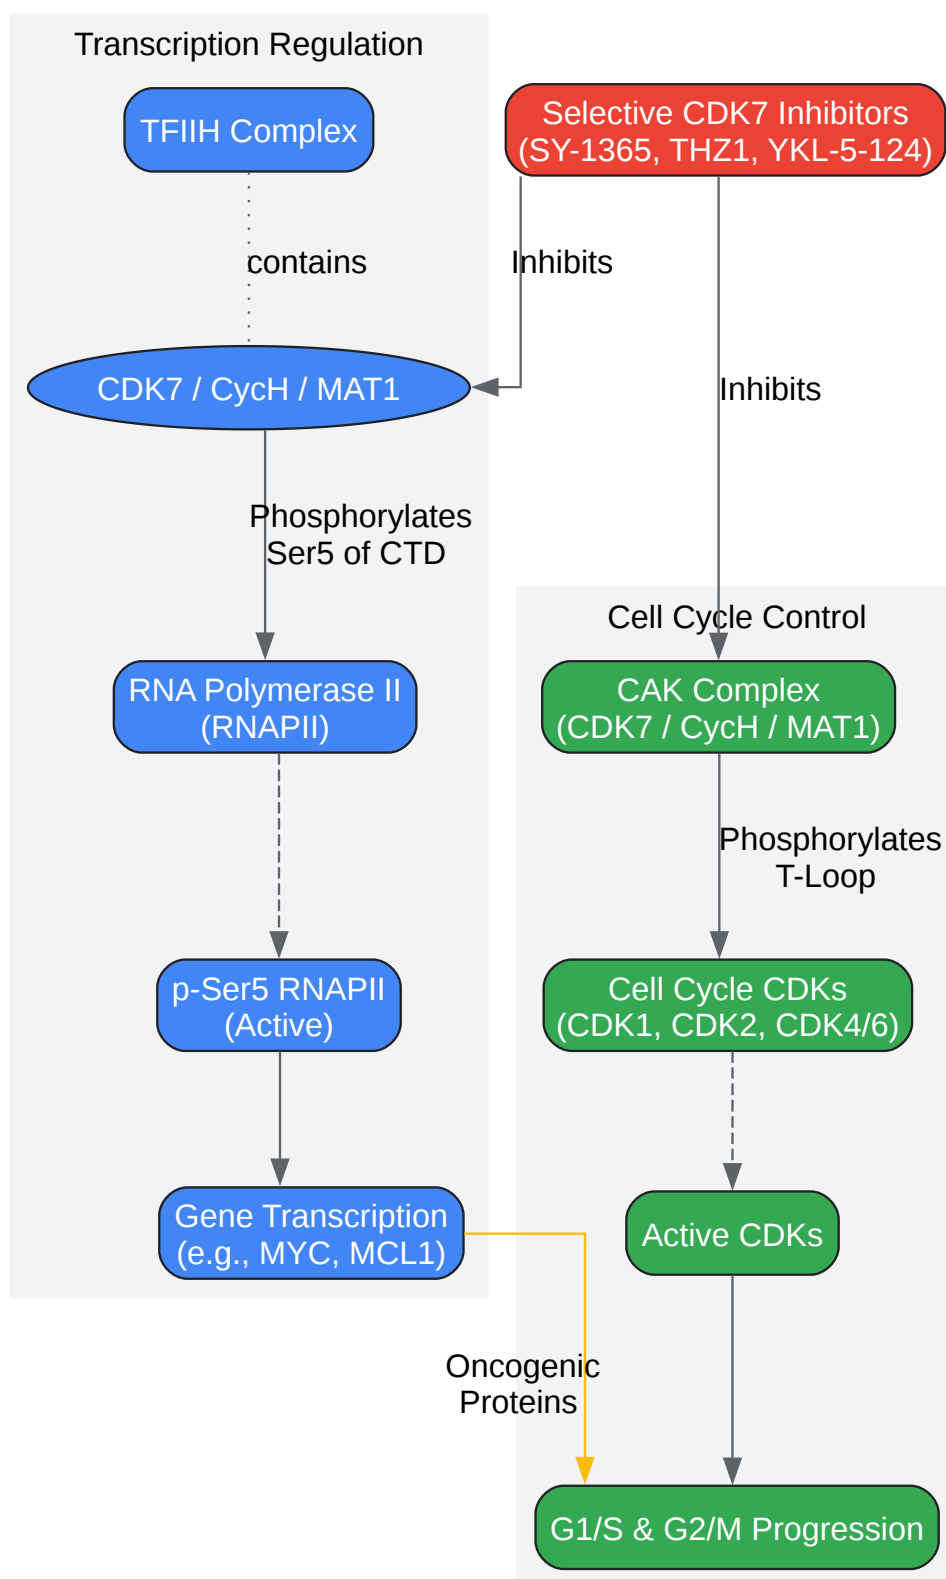 Transcription Regulation
TFIIH Complex
Selective CDK7 Inhibitors
(SY-1365, THZ1, YKL-5-124)
contains
Inhibits
CDK7 / CycH / MAT1
Inhibits
Phosphorylates
Ser5 of CTD
Cell Cycle Control
RNA Polymerase II
(RNAPII)
CAK Complex
(CDK7 / CycH / MAT1)
Phosphorylates
T-Loop
p-Ser5 RNAPII
(Active)
Cell Cycle CDKs
(CDK1, CDK2, CDK4/6)
Gene Transcription
(e.g., MYC, MCL1)
Active CDKs
Oncogenic
Proteins
G1/S & G2/M Progression